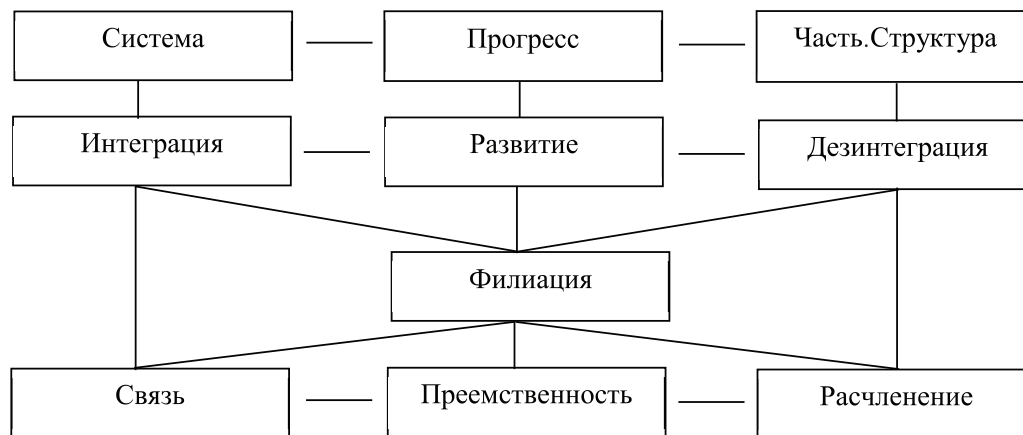 Система
Прогресс
Часть.Структура
Интеграция
Развитие
Дезинтеграция
Филиация
Связь
Преемственность
Расчленение